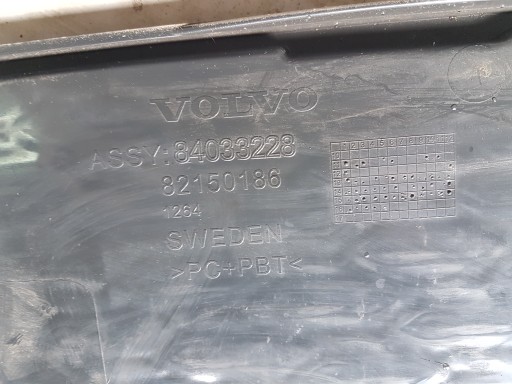 VOLVO
ASSY:84033228
82150186
1264
SWEDEN
>PC+PBT<